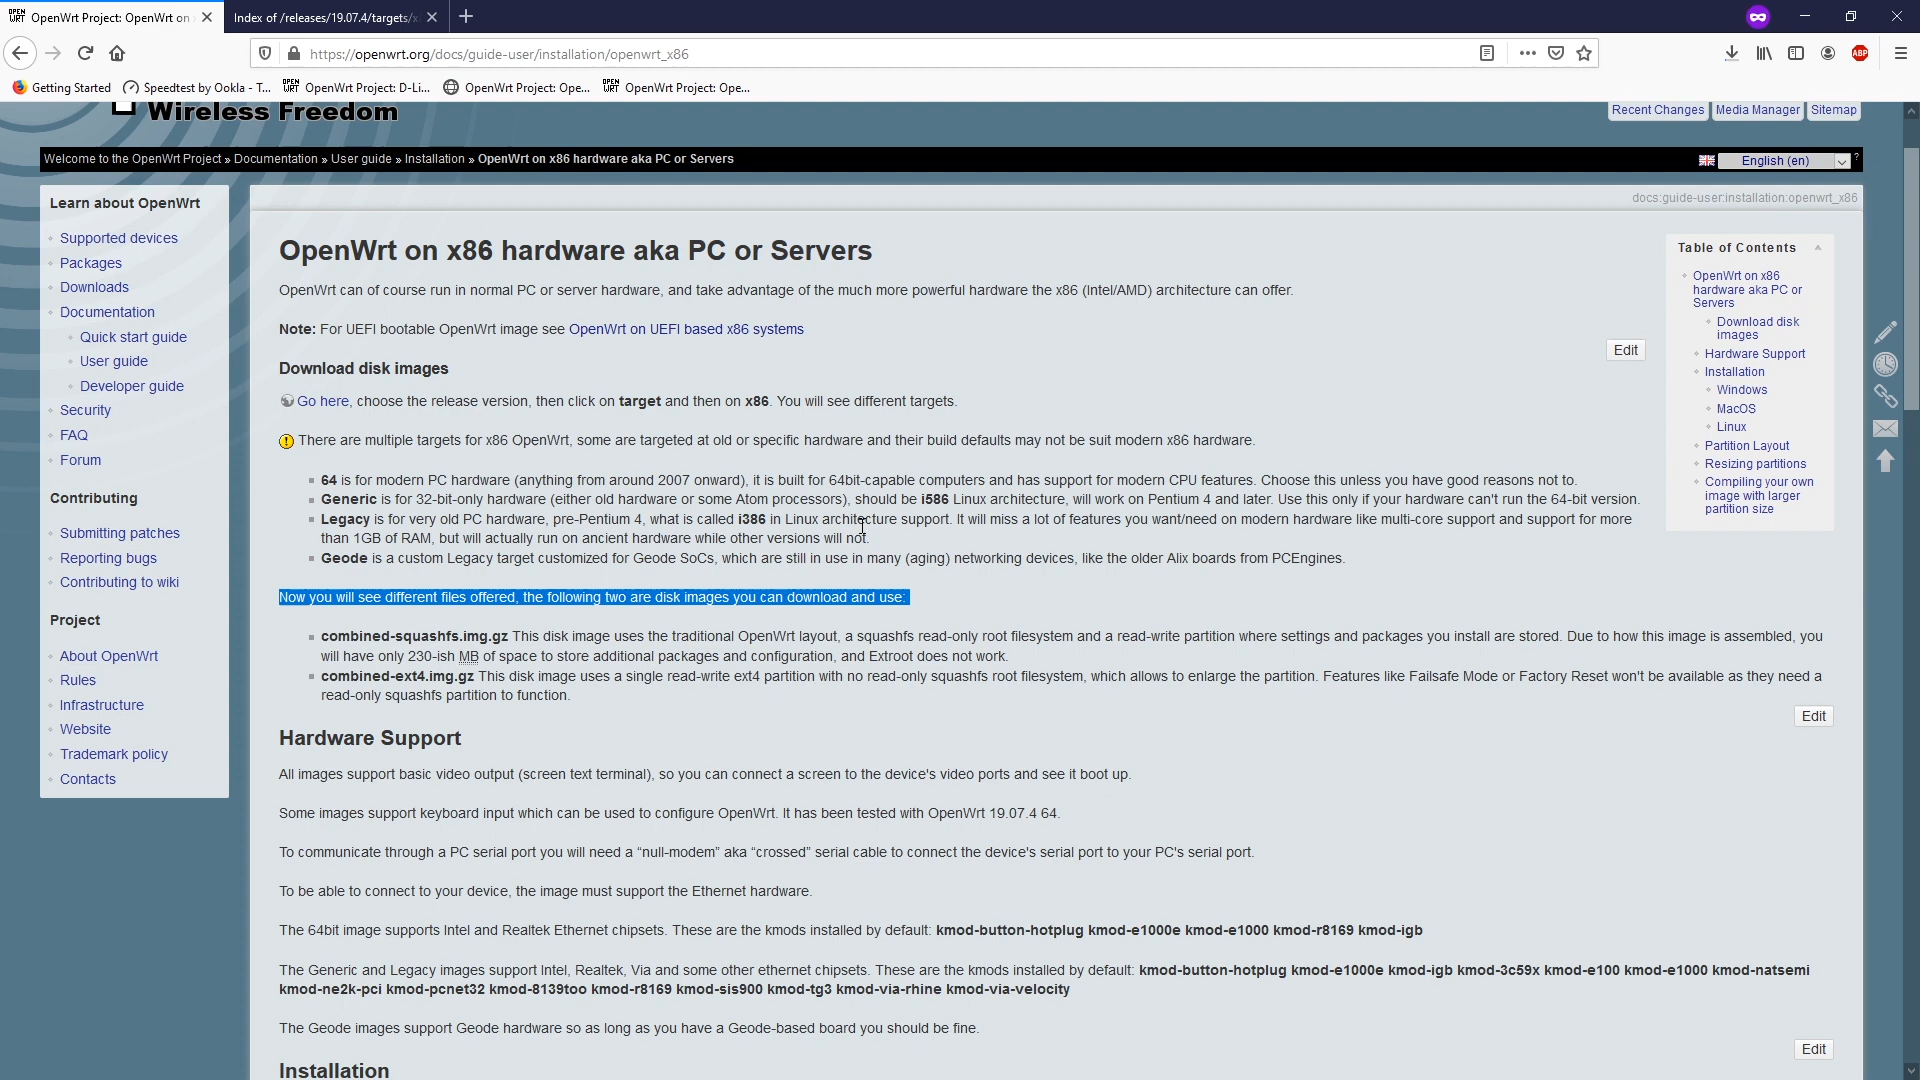 OPEN WRT OpenWrt Project: OpenWrt on
Index of /releases/19.07.4/targets/x
https://openwrt.org/docs/guide-user/installation/openwrt_x86
ABP
Getting Started
Speedtest by Ookla - T...
OPEN WRT OpenWrt Project: D-Li...
OpenWrt Project: Ope...
OPEN WRT OpenWrt Project: Ope...
Wireless Freedom
Recent Changes
Media Manager
Sitemap
Welcome to the OpenWrt Project » Documentation » User guide » Installation » OpenWrt on x86 hardware aka PC or Servers
English (en)
?
docs:guide-user:installation:openwrt_x86
Learn about OpenWrt
Supported devices
Packages
Downloads
Documentation
Quick start guide
User guide
Developer guide
Security
FAQ
Forum
Contributing
Submitting patches
Reporting bugs
Contributing to wiki
Project
About OpenWrt
Rules
Infrastructure
Website
Trademark policy
Contacts
OpenWrt on x86 hardware aka PC or Servers
OpenWrt can of course run in normal PC or server hardware, and take advantage of the much more powerful hardware the x86 (Intel/AMD) architecture can offer.
Note: For UEFI bootable OpenWrt image see OpenWrt on UEFI based x86 systems
Edit
Download disk images
Go here, choose the release version, then click on target and then on x86. You will see different targets.
There are multiple targets for x86 OpenWrt, some are targeted at old or specific hardware and their build defaults may not be suit modern x86 hardware.
64 is for modern PC hardware (anything from around 2007 onward), it is built for 64bit-capable computers and has support for modern CPU features. Choose this unless you have good reasons not to.
Generic is for 32-bit-only hardware (either old hardware or some Atom processors), should be i586 Linux architecture, will work on Pentium 4 and later. Use this only if your hardware can't run the 64-bit version.
Legacy is for very old PC hardware, pre-Pentium 4, what is called i386 in Linux architecture support. It will miss a lot of features you want/need on modern hardware like multi-core support and support for more
than 1GB of RAM, but will actually run on ancient hardware while other versions will not.
Geode is a custom Legacy target customized for Geode SoCs, which are still in use in many (aging) networking devices, like the older Alix boards from PCEngines.
Now you will see different files offered, the following two are disk images you can download and use:
combined-squashfs.img.gz This disk image uses the traditional OpenWrt layout, a squashfs read-only root filesystem and a read-write partition where settings and packages you install are stored. Due to how this image is assembled, you
will have only 230-ish MB of space to store additional packages and configuration, and Extroot does not work.
combined-ext4.img.gz This disk image uses a single read-write ext4 partition with no read-only squashfs root filesystem, which allows to enlarge the partition. Features like Failsafe Mode or Factory Reset won't be available as they need a
read-only squashfs partition to function.
Edit
Hardware Support
All images support basic video output (screen text terminal), so you can connect a screen to the device's video ports and see it boot up.
Some images support keyboard input which can be used to configure OpenWrt. It has been tested with OpenWrt 19.07.4 64.
To communicate through a PC serial port you will need a “null-modem” aka “crossed” serial cable to connect the device's serial port to your PC's serial port.
To be able to connect to your device, the image must support the Ethernet hardware.
The 64bit image supports Intel and Realtek Ethernet chipsets. These are the kmods installed by default: kmod-button-hotplug kmod-e1000e kmod-e1000 kmod-r8169 kmod-igb
The Generic and Legacy images support Intel, Realtek, Via and some other ethernet chipsets. These are the kmods installed by default: kmod-button-hotplug kmod-e1000e kmod-igb kmod-3c59x kmod-e100 kmod-e1000 kmod-natsemi
kmod-ne2k-pci kmod-pcnet32 kmod-8139too kmod-r8169 kmod-sis900 kmod-tg3 kmod-via-rhine kmod-via-velocity
The Geode images support Geode hardware so as long as you have a Geode-based board you should be fine.
Edit
Installation
Table of Contents
OpenWrt on x86
hardware aka PC or
Servers
Download disk
images
Hardware Support
Installation
Windows
MacOS
Linux
Partition Layout
Resizing partitions
Compiling your own
image with larger
partition size